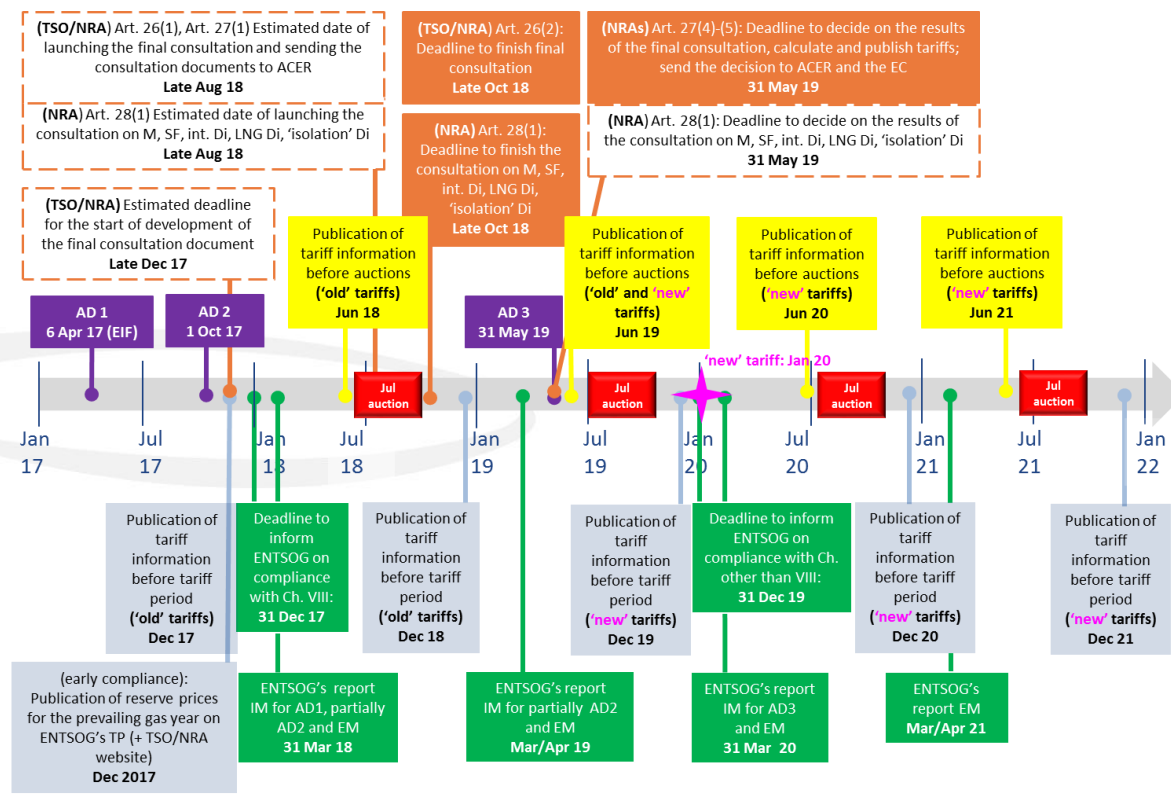 (TSO/NRA) Art. 26(1), Art. 27(1) Estimated date of
launching the final consultation and sending the
consultation documents to ACER
Late Aug 18
(NRA) Art. 28(1) Estimated date of launching the
consultation on M, SF, int. Di, LNG Di, ‘isolation’ Di
Late Aug 18
(TSO/NRA) Estimated deadline
for the start of development of
the final consultation document
Late Dec 17
(TSO/NRA) Art. 26(2):
Deadline to finish final
consultation
Late Oct 18
(NRA) Art. 28(1):
Deadline to finish the
consultation on M, SF,
int. Di, LNG Di,
‘isolation’ Di
Late Oct 18
(NRAs) Art. 27(4)-(5): Deadline to decide on the results
of the final consultation, calculate and publish tariffs;
send the decision to ACER and the EC
31 May 19
(NRA) Art. 28(1): Deadline to decide on the results of
the consultation on M, SF, int. Di, LNG Di, ‘isolation’ Di
31 May 19
AD 1
6 Apr 17 (EIF)
AD 2
1 Oct 17
Publication of
tariff information
before auctions
(‘old’ tariffs)
Jun 18
AD 3
31 May 19
Publication of
tariff information
before auctions
(‘old’ and ‘new’
tariffs)
Jun 19
Publication of
tariff information
before auctions
(‘new’ tariffs)
Jun 20
Publication of
tariff information
before auctions
(‘new’ tariffs)
Jun 21
‘new’ tariff: Jan 20
Jul
auction
Jul
auction
Jul
auction
Jul
auction
Jan
17
Jul
17
Jan
18
Jul
18
Jan
19
Jul
19
Jan
20
Jul
20
Jan
21
Jul
21
Jan
22
Publication of
tariff
information
before tariff
period
(‘old’ tariffs)
Dec 17
Deadline to
inform
ENTSOG on
compliance
with Ch. VIII:
31 Dec 17
Publication of
tariff
information
before tariff
period
(‘old’ tariffs)
Dec 18
Publication of
tariff
information
before tariff
period
(‘new’ tariffs)
Dec 19
Deadline to inform
ENTSOG on
compliance with Ch.
other than VIII:
31 Dec 19
Publication of
tariff
information
before tariff
period
(‘new’ tariffs)
Dec 20
Publication of
tariff
information
before tariff
period
(‘new’ tariffs)
Dec 21
(early compliance):
Publication of reserve prices
for the prevailing gas year on
ENTSOG’s TP (+ TSO/NRA
website)
Dec 2017
ENTSOG’s report
IM for AD1, partially
AD2 and EM
31 Mar 18
ENTSOG’s report
IM for partially AD2
and EM
Mar/Apr 19
ENTSOG’s report
IM for AD3
and EM
31 Mar 20
ENTSOG’s
report EM
Mar/Apr 21